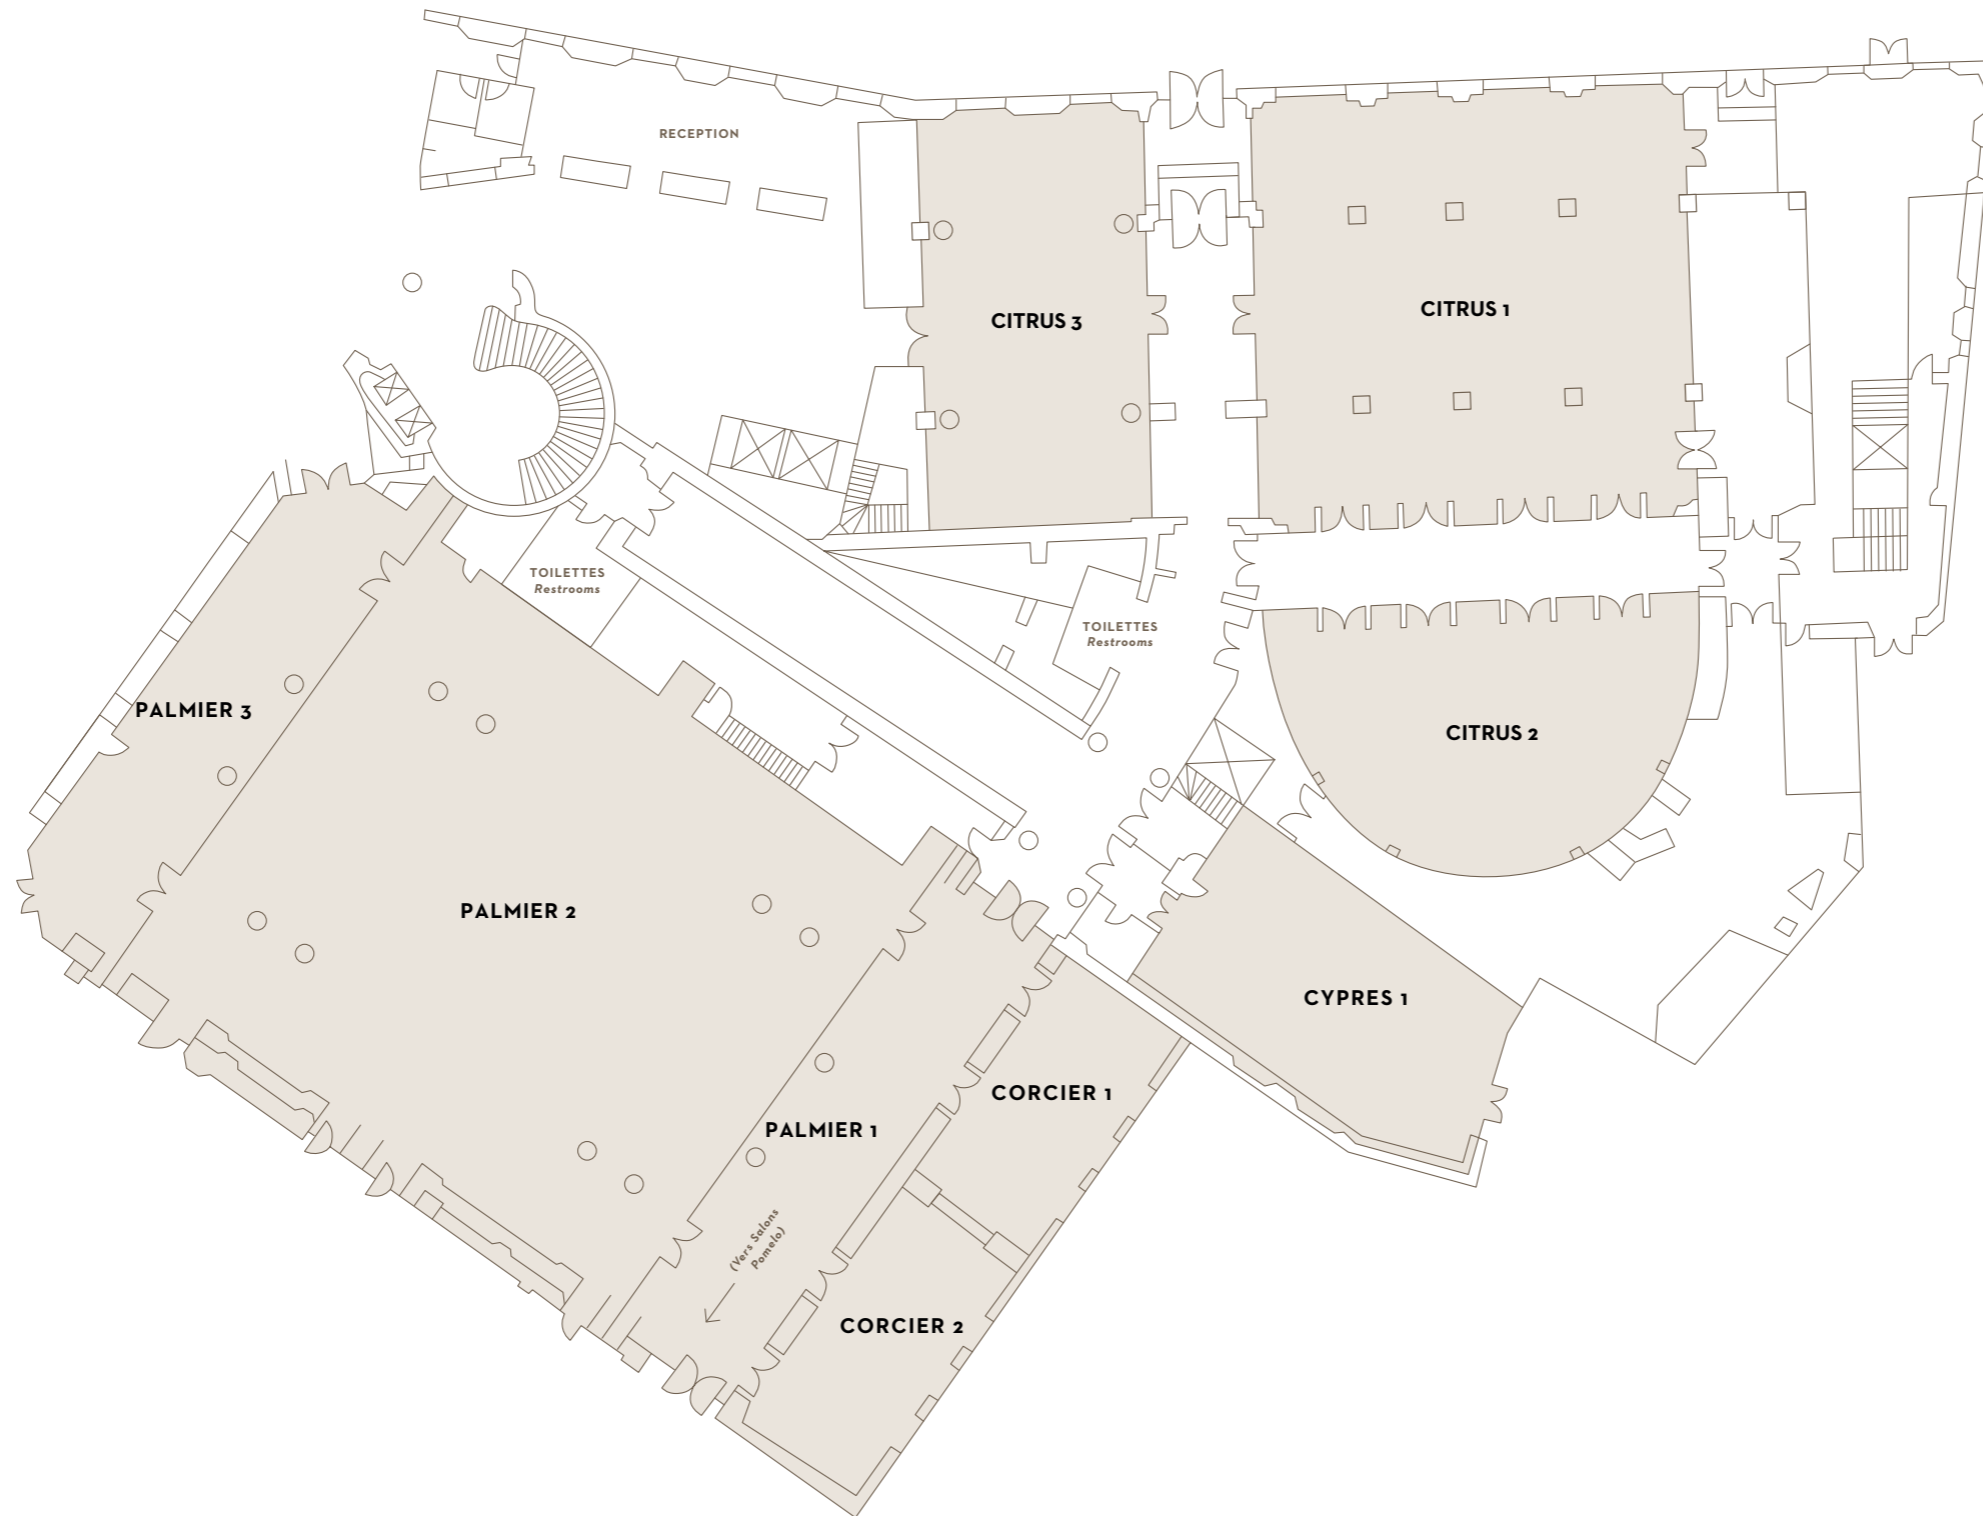 RECEPTION
CITRUS 3
CITRUS 1
TOILETTES
Restrooms
TOILETTES
Restrooms
PALMIER 3
CITRUS 2
PALMIER 2
CYPRES 1
CORCIER 1
PALMIER 1
(Vers Salons
Pomelo)
CORCIER 2